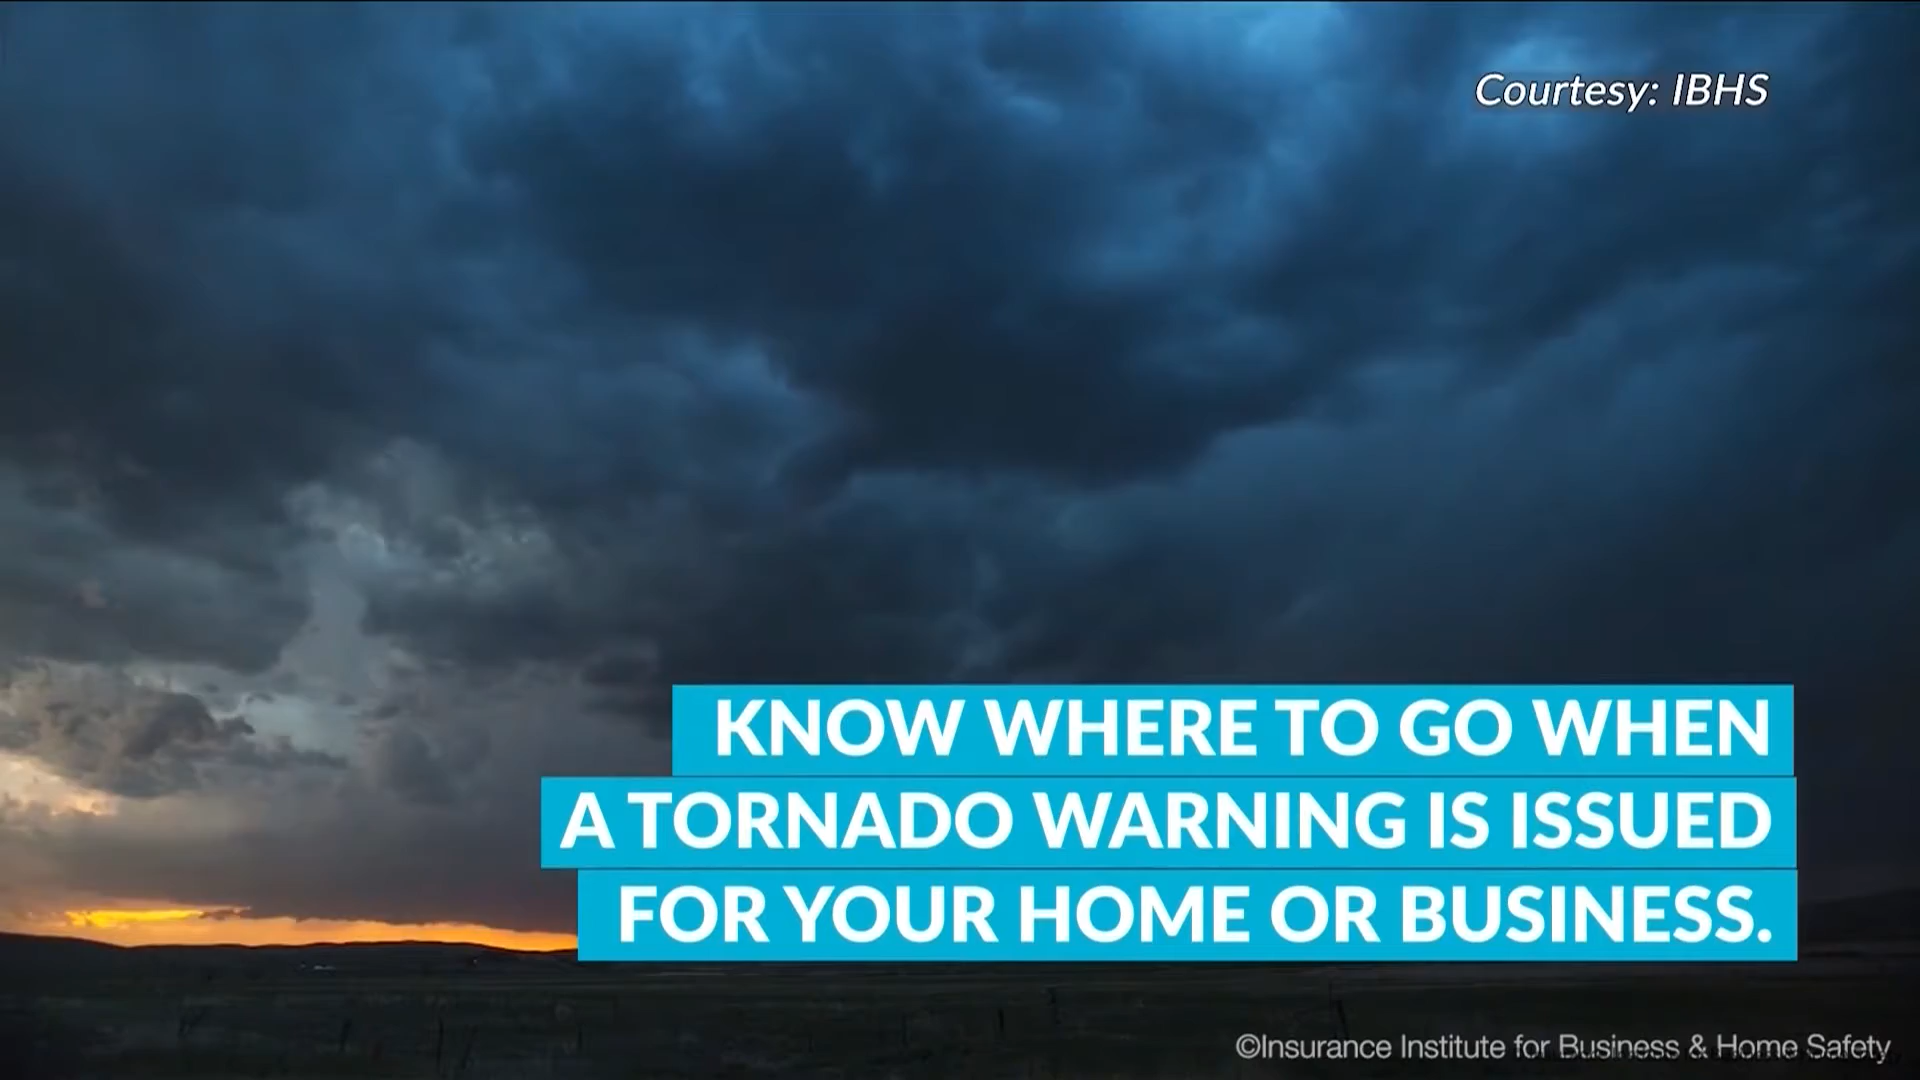 Courtesy: IBHS
KNOW WHERE TO GO WHEN
A TORNADO WARNING IS ISSUED
FOR YOUR HOME OR BUSINESS.
©Insurance Institute for Business & Home Safety